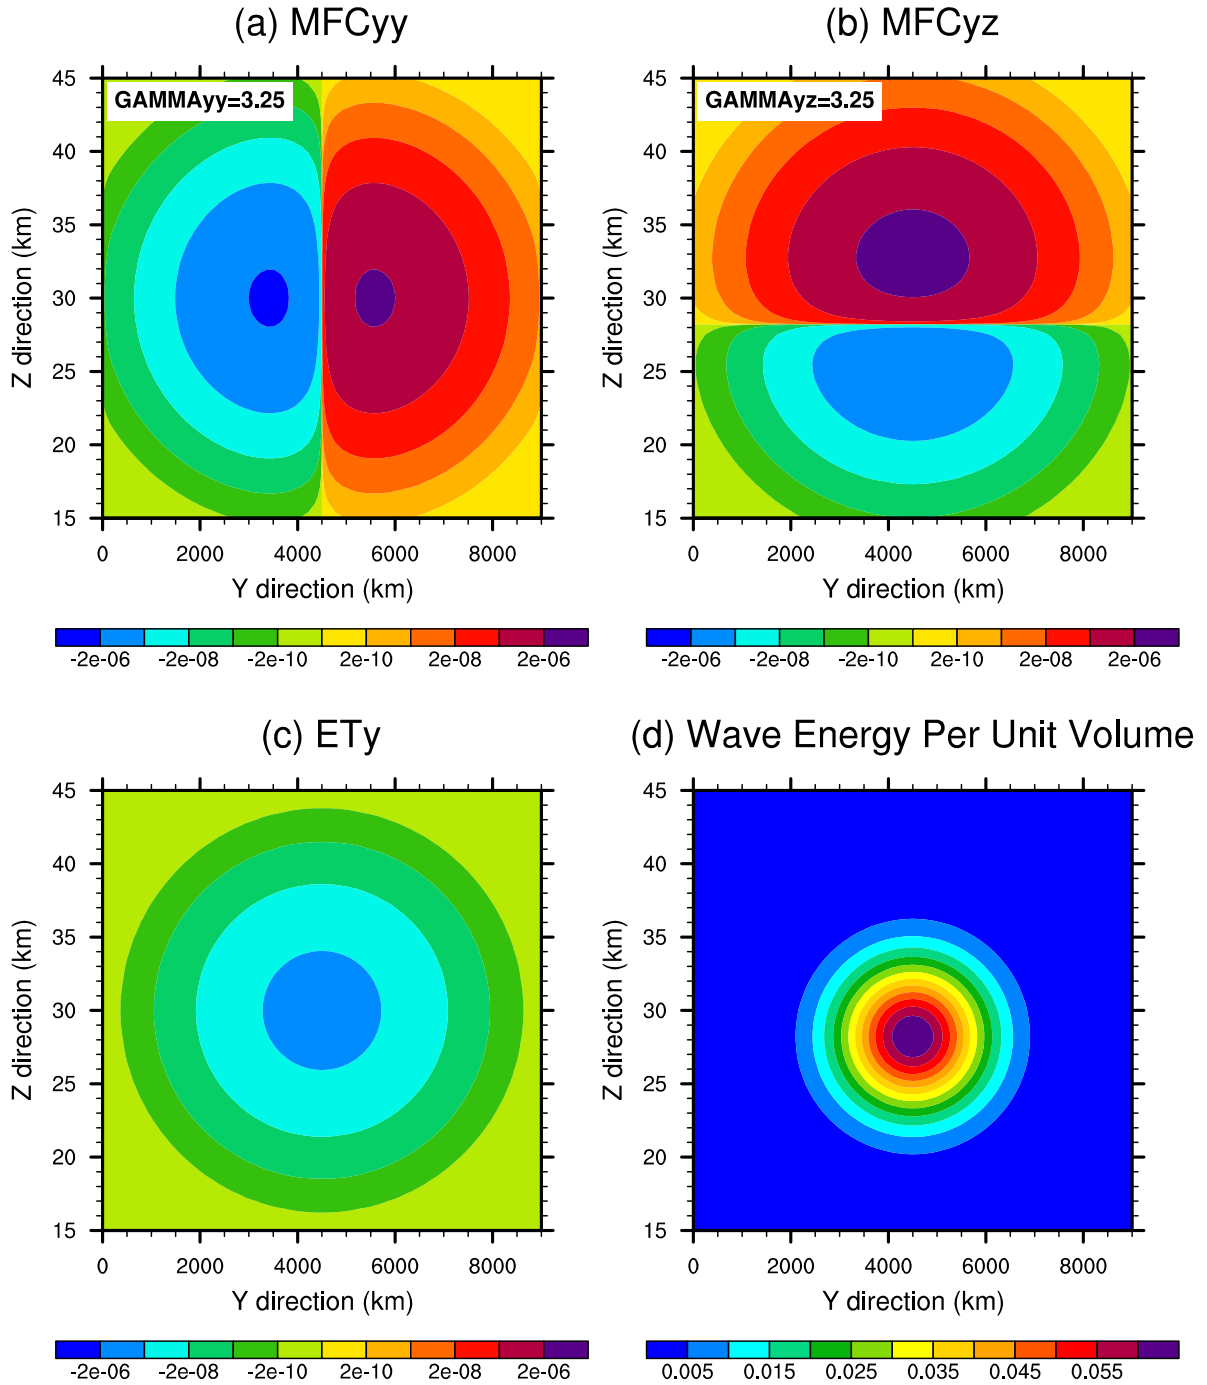 (a) MFCyy
(b) MFCyz
GAMMAyy=3.25
GAMMAyz=3.25
45
40
35
30
25
20
15
Z direction (km)
0 2000 4000 6000 8000
Y direction (km)
-2e-06 -2e-08 -2e-10 2e-10 2e-08 2e-06
45
40
35
30
25
20
15
Z direction (km)
0 2000 4000 6000 8000
Y direction (km)
-2e-06 -2e-08 -2e-10 2e-10 2e-08 2e-06
(c) ETy
(d) Wave Energy Per Unit Volume
45
40
35
30
25
20
15
Z direction (km)
0 2000 4000 6000 8000
Y direction (km)
-2e-06 -2e-08 -2e-10 2e-10 2e-08 2e-06
45
40
35
30
25
20
15
Z direction (km)
0 2000 4000 6000 8000
Y direction (km)
0.005 0.015 0.025 0.035 0.045 0.055